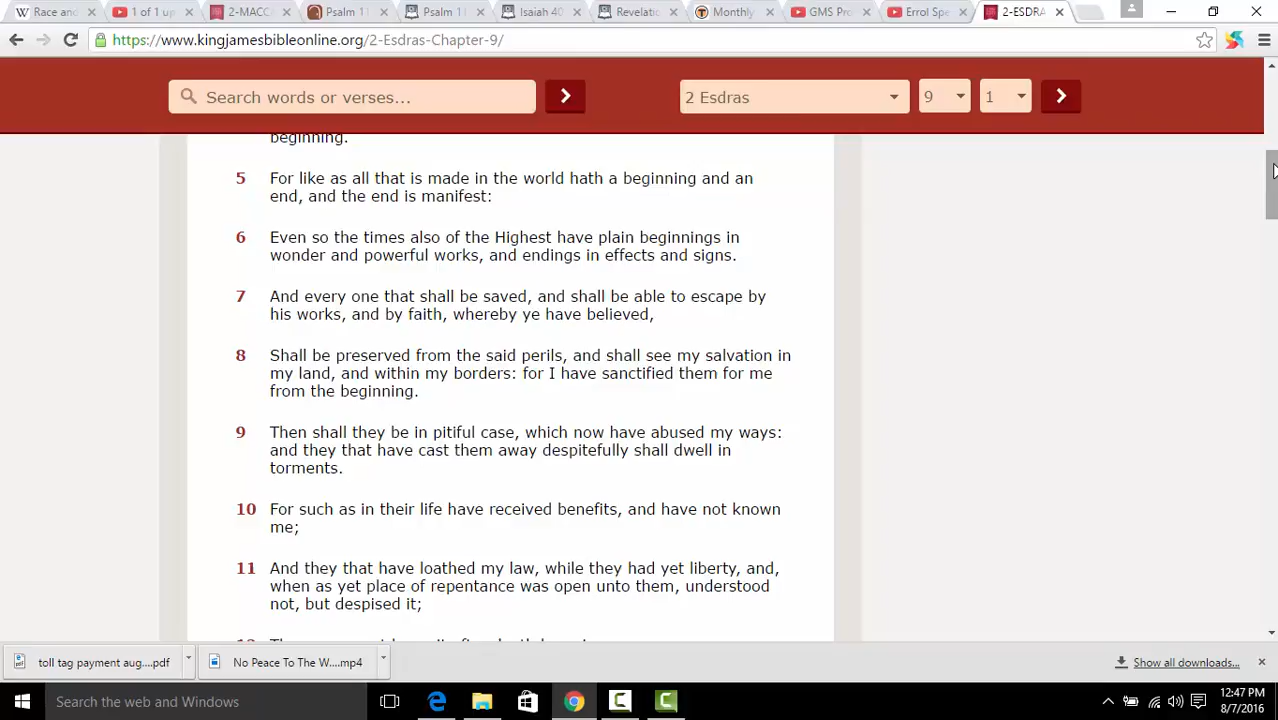 Race and
1 of 1 up
2-MACC
Psalm 1
Psalm 1
Isaiah 40
Revelati
Monthly
GMS Pro
Errol Spe
2-ESDRA
https://www.kingjamesbibleonline.org/2-Esdras-Chapter-9/
Search words or verses...
2 Esdras
9
1
beginning.
5 For like as all that is made in the world hath a beginning and an
end, and the end is manifest:
6 Even so the times also of the Highest have plain beginnings in
wonder and powerful works, and endings in effects and signs.
7 And every one that shall be saved, and shall be able to escape by
his works, and by faith, whereby ye have believed,
8 Shall be preserved from the said perils, and shall see my salvation in
my land, and within my borders: for I have sanctified them for me
from the beginning.
9 Then shall they be in pitiful case, which now have abused my ways:
and they that have cast them away despitefully shall dwell in
torments.
10 For such as in their life have received benefits, and have not known
me;
11 And they that have loathed my law, while they had yet liberty, and,
when as yet place of repentance was open unto them, understood
not, but despised it;
toll tag payment aug....pdf
No Peace To The W....mp4
Show all downloads...
Search the web and Windows
12:47 PM
8/7/2016